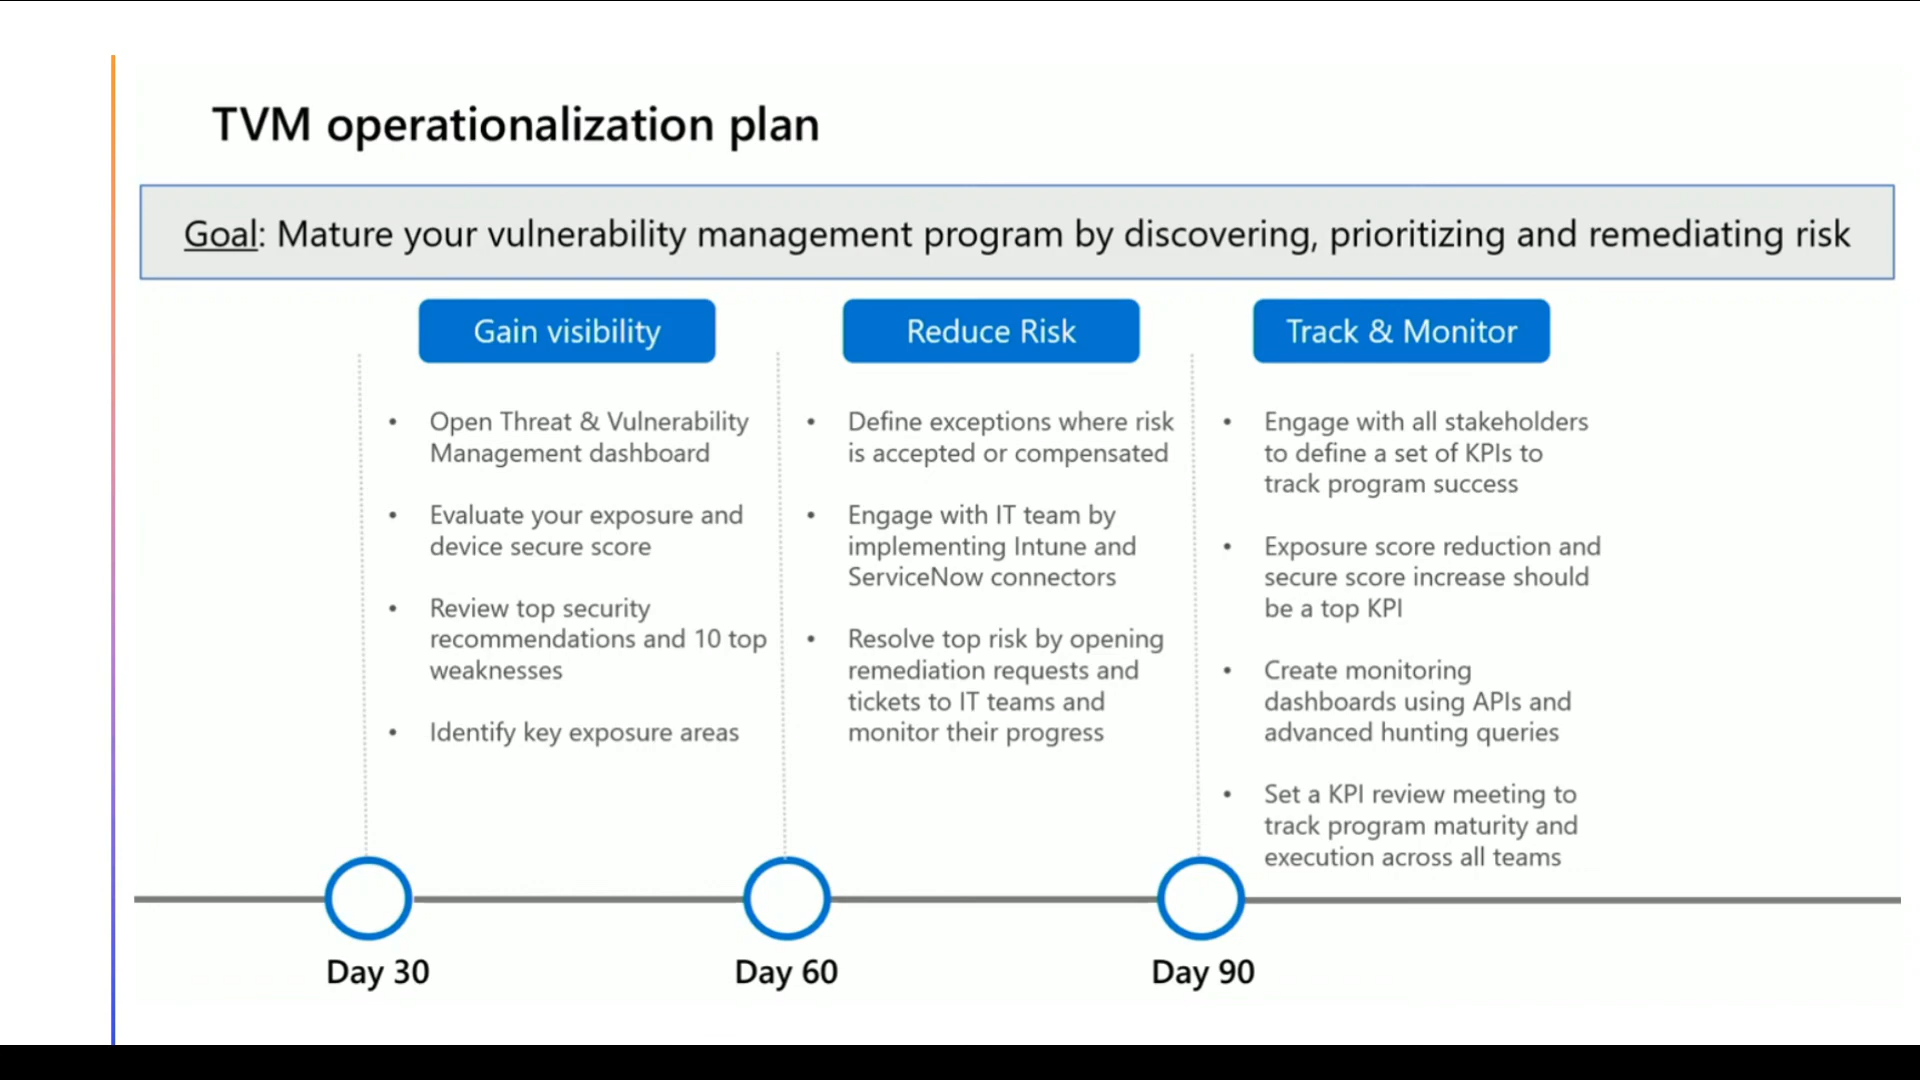 TVM operationalization plan
Goal: Mature your vulnerability management program by discovering, prioritizing and remediating risk
Gain visibility
• Open Threat & Vulnerability
Management dashboard
• Evaluate your exposure and
device secure score
• Review top security
recommendations and 10 top
weaknesses
• Identify key exposure areas
Reduce Risk
• Define exceptions where risk
is accepted or compensated
• Engage with IT team by
implementing Intune and
ServiceNow connectors
• Resolve top risk by opening
remediation requests and
tickets to IT teams and
monitor their progress
Track & Monitor
• Engage with all stakeholders
to define a set of KPIs to
track program success
• Exposure score reduction and
secure score increase should
be a top KPI
• Create monitoring
dashboards using APIs and
advanced hunting queries
• Set a KPI review meeting to
track program maturity and
execution across all teams
Day 30
Day 60
Day 90